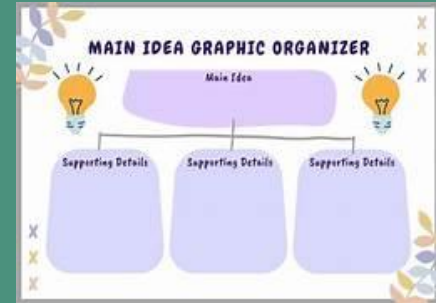 MAIN IDEA GRAPHIC ORGANIZER
X
Main Idea
X
X
Supporting Details Supporting Details Supporting Details
X
X
X